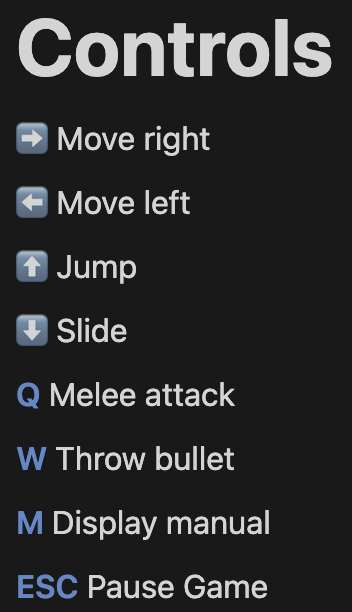 Controls
➡️ Move right
⬅️ Move left
⬆️ Jump
⬇️ Slide
Q Melee attack
W Throw bullet
M Display manual
ESC Pause Game